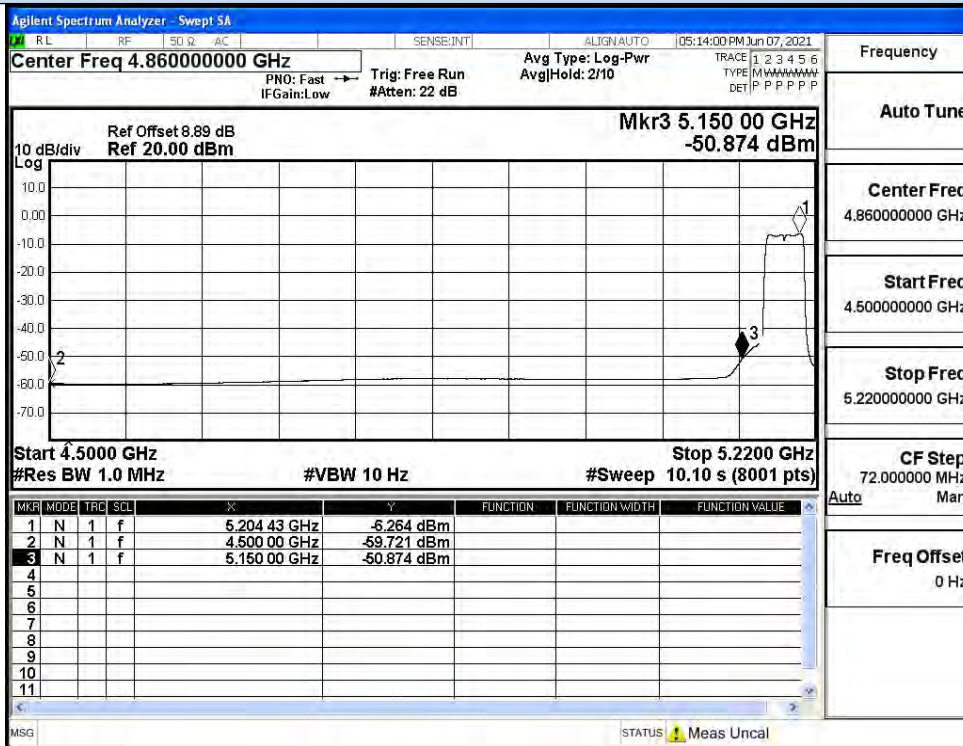 Agilent Spectrum Analyzer - Swept SA
LXI RL RF 50 Ω AC SENSE:INT ALIGN AUTO 05:14:00 PM Jun 07, 2021
Center Freq 4.860000000 GHz
PNO: Fast
IFGain:Low
Trig: Free Run
#Atten: 22 dB
Avg Type: Log-Pwr
Avg|Hold: 2/10
TRACE 1 2 3 4 5 6
TYPE M W W W W W
DET P P P P P P
Ref Offset 8.89 dB
10 dB/div Ref 20.00 dBm
Log
Mkr3 5.150 00 GHz
-50.874 dBm
10.0
0.00
-10.0
-20.0
-30.0
-40.0
-50.0
-60.0
-70.0
1
2
3
Start 4.5000 GHz Stop 5.2200 GHz
#Res BW 1.0 MHz #VBW 10 Hz #Sweep 10.10 s (8001 pts)
MKR MODE TRC SCL X Y FUNCTION FUNCTION WIDTH FUNCTION VALUE
1 N 1 f 5.204 43 GHz -6.264 dBm
2 N 1 f 4.500 00 GHz -59.721 dBm
3 N 1 f 5.150 00 GHz -50.874 dBm
4
5
6
7
8
9
10
11
MSG STATUS Meas Uncal
Frequency
Auto Tune
Center Freq
4.860000000 GHz
Start Freq
4.500000000 GHz
Stop Freq
5.220000000 GHz
CF Step
72.000000 MHz
Auto Man
Freq Offset
0 Hz